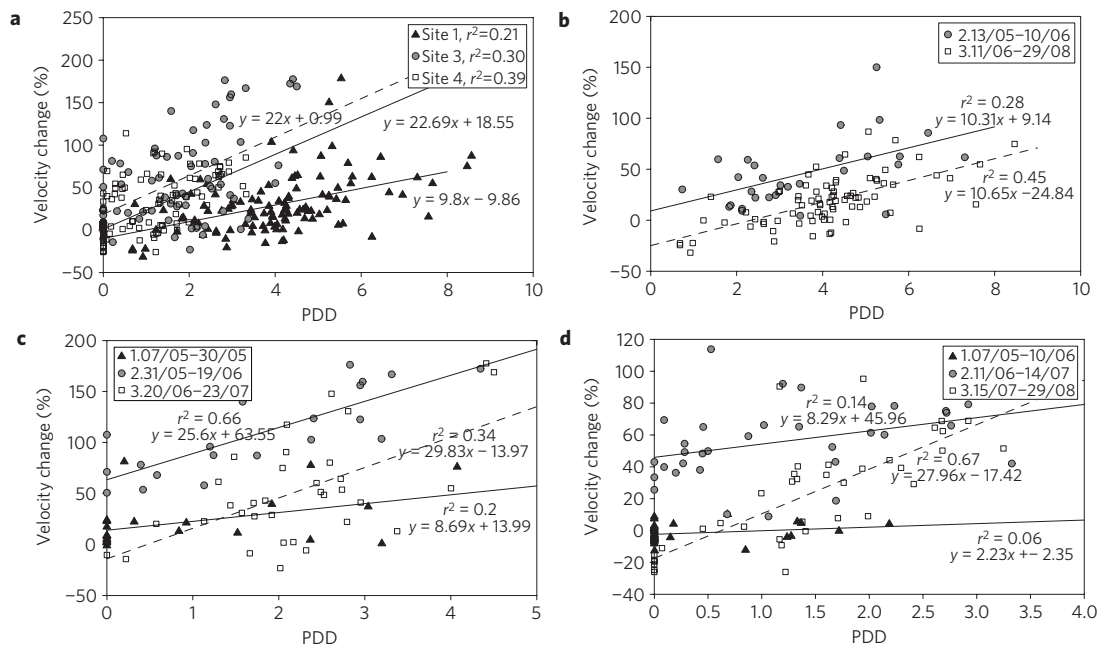 a
250
200
150
100
50
0
−50
0
2
4
6
8
10
Velocity change (%)
PDD
Site 1, r²=0.21
Site 3, r²=0.30
Site 4, r²=0.39
y = 22x + 0.99
y = 22.69x + 18.55
y = 9.8x − 9.86
b
200
150
100
50
0
−50
0
2
4
6
8
10
Velocity change (%)
PDD
2.13/05–10/06
3.11/06–29/08
r² = 0.28
y = 10.31x + 9.14
r² = 0.45
y = 10.65x − 24.84
c
200
150
100
50
0
−50
0
1
2
3
4
5
Velocity change (%)
PDD
1.07/05–30/05
2.31/05–19/06
3.20/06–23/07
r² = 0.66
y = 25.6x + 63.55
r² = 0.34
y = 29.83x − 13.97
r² = 0.2
y = 8.69x + 13.99
d
120
100
80
60
40
20
0
−20
−40
0
0.5
1.0
1.5
2.0
2.5
3.0
3.5
4.0
Velocity change (%)
PDD
1.07/05–10/06
2.11/06–14/07
3.15/07–29/08
r² = 0.14
y = 8.29x + 45.96
r² = 0.67
y = 27.96x − 17.42
r² = 0.06
y = 2.23x +− 2.35